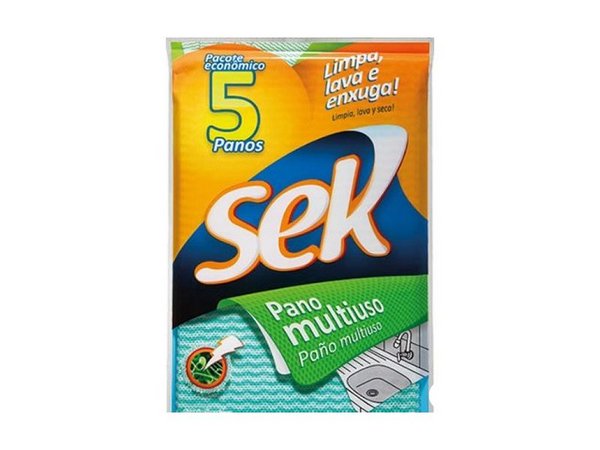 Pacote
econômico
5
Panos
Limpa,
lava e
enxuga!
Limpia, lava y seca!
sek
Pano
multiuso
Paño multiuso